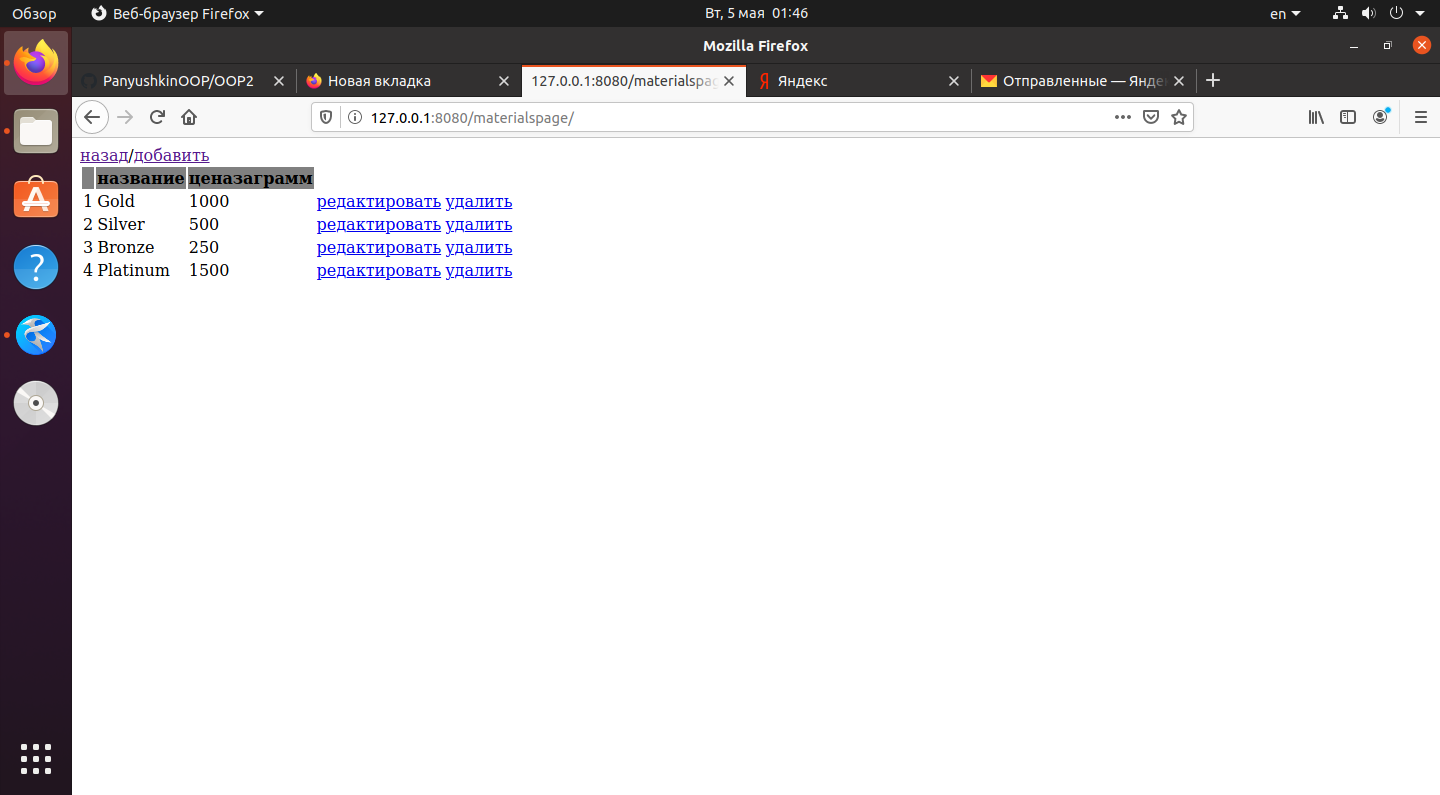 Обзор Веб-браузер Firefox Вт, 5 мая 01:46 en
Mozilla Firefox
PanyushkinOOP/OOP2 Новая вкладка 127.0.0.1:8080/materialspag Яндекс Отправленные — Янде
127.0.0.1:8080/materialspage/
назад/добавить
название ценазаграмм
1 Gold 1000 редактировать удалить
2 Silver 500 редактировать удалить
3 Bronze 250 редактировать удалить
4 Platinum 1500 редактировать удалить